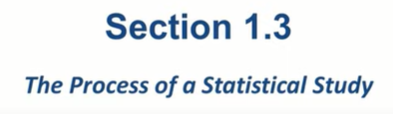 Section 1.3
The Process of a Statistical Study